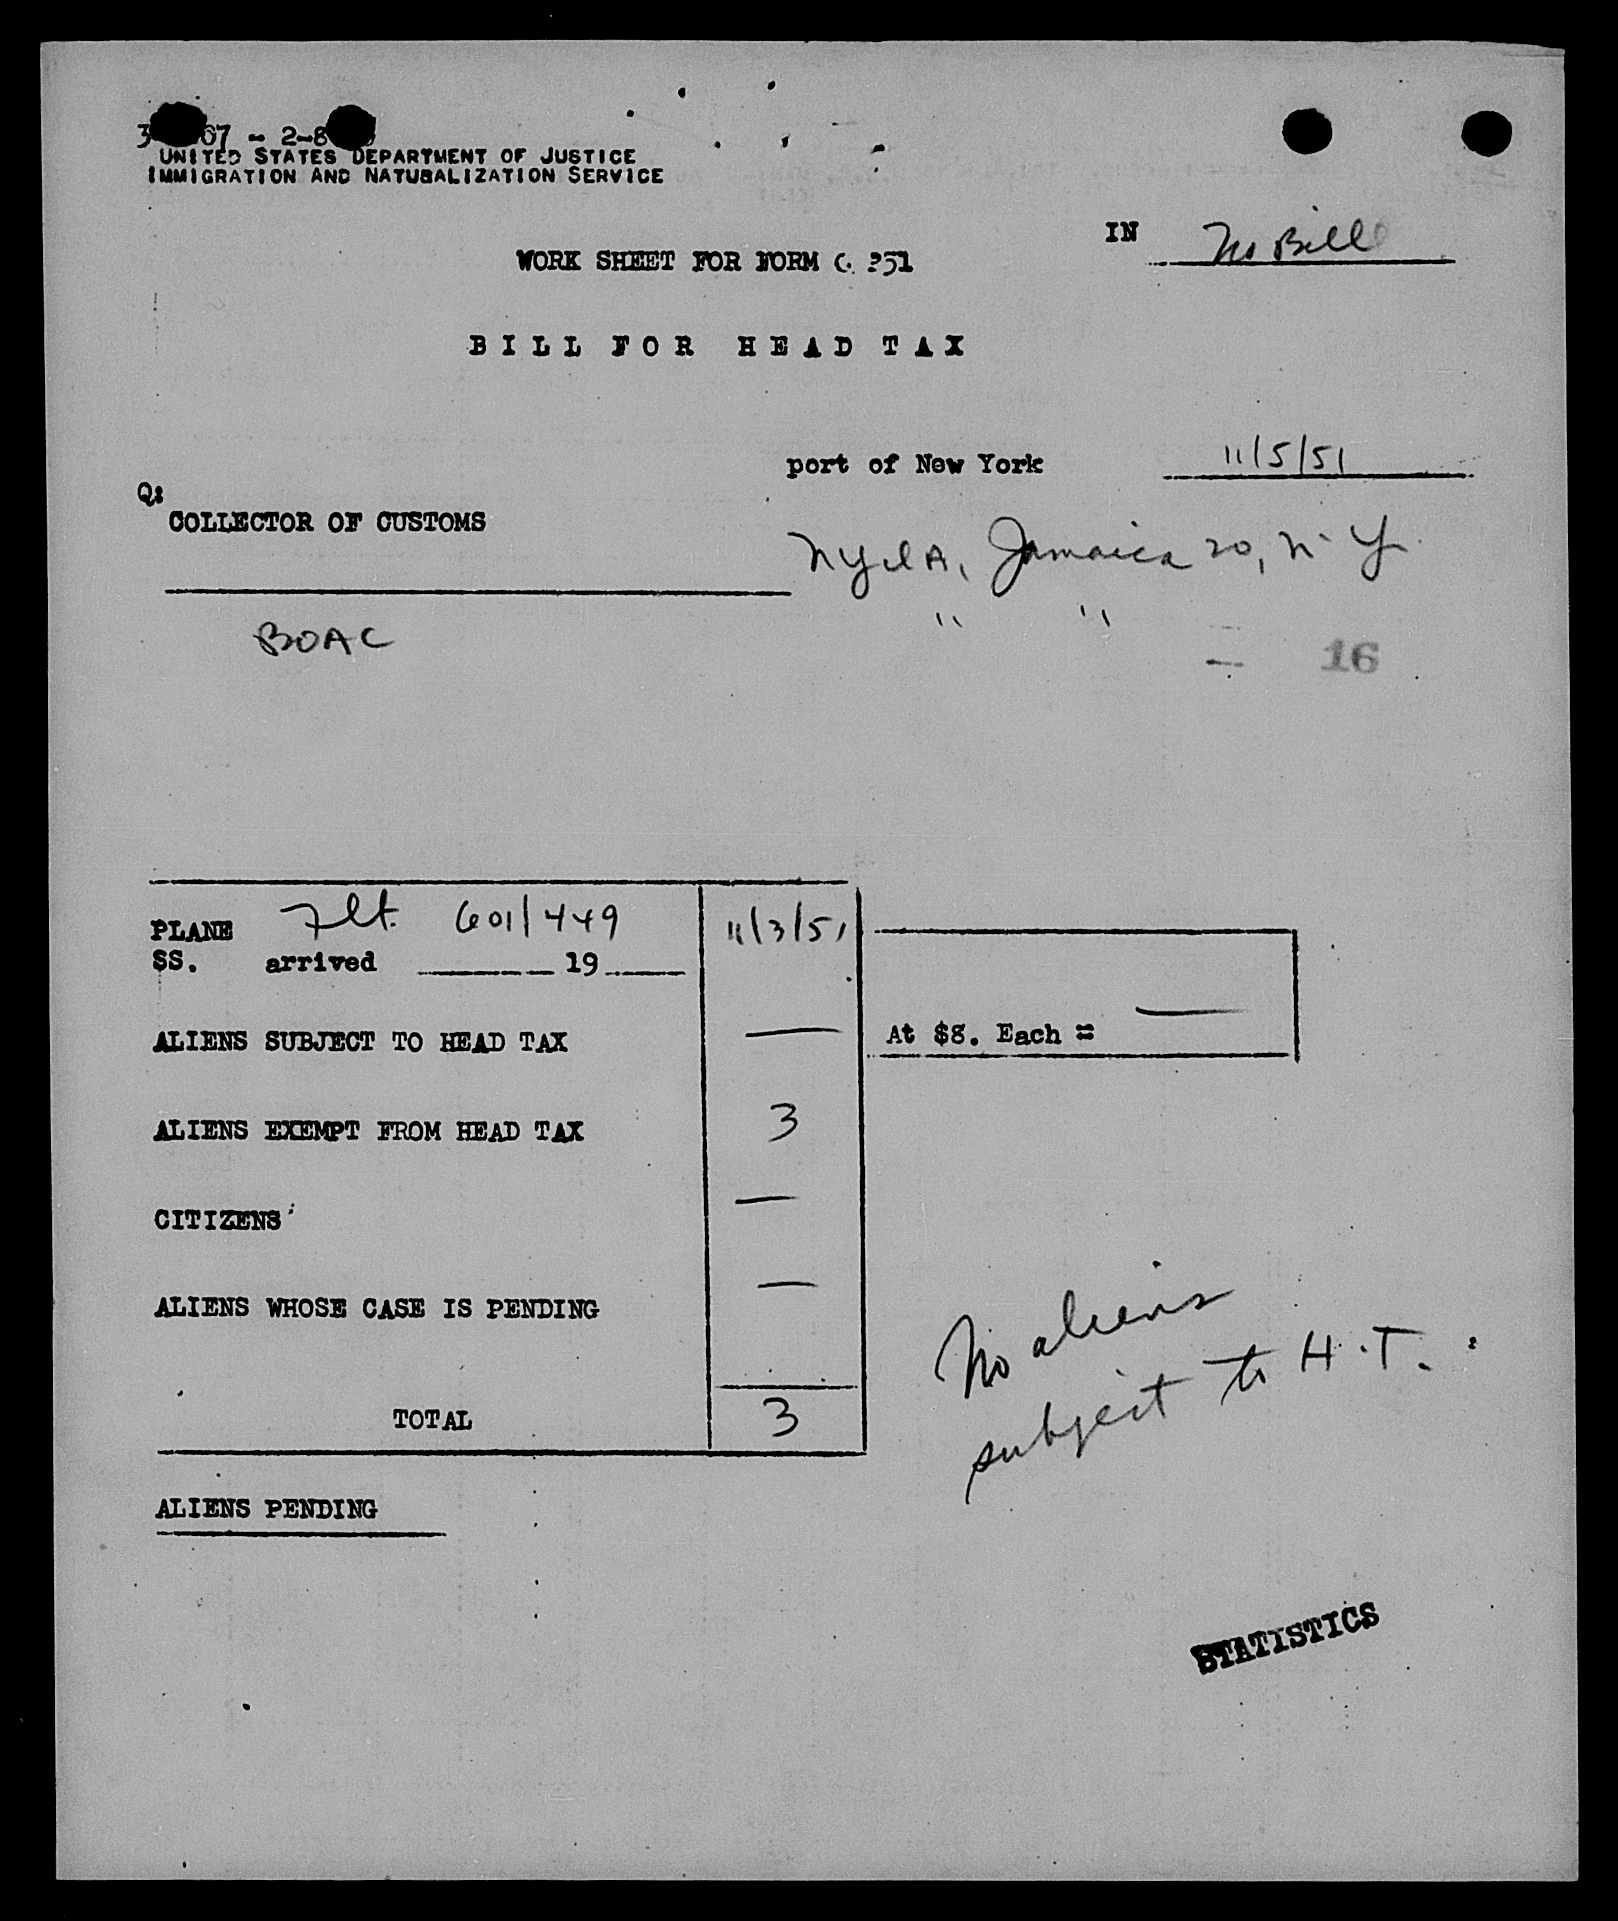 UNITED STATES DEPARTMENT OF JUSTICE
IMMIGRATION AND NATURALIZATION SERVICE
IN No Bill
WORK SHEET FOR FORM 351
BILL FOR HEAD TAX
port of New York 11/5/51
COLLECTOR OF CUSTOMS
NYIA, Jamaica 20, N.Y.
" "
BOAC
16
PLANE Flt. 601/449 11/3/51
SS. arrived 19
ALIENS SUBJECT TO HEAD TAX — At $8. Each = —
ALIENS EXEMPT FROM HEAD TAX 3
CITIZENS —
ALIENS WHOSE CASE IS PENDING —
No aliens
subject to H.T.
TOTAL 3
ALIENS PENDING
STATISTICS